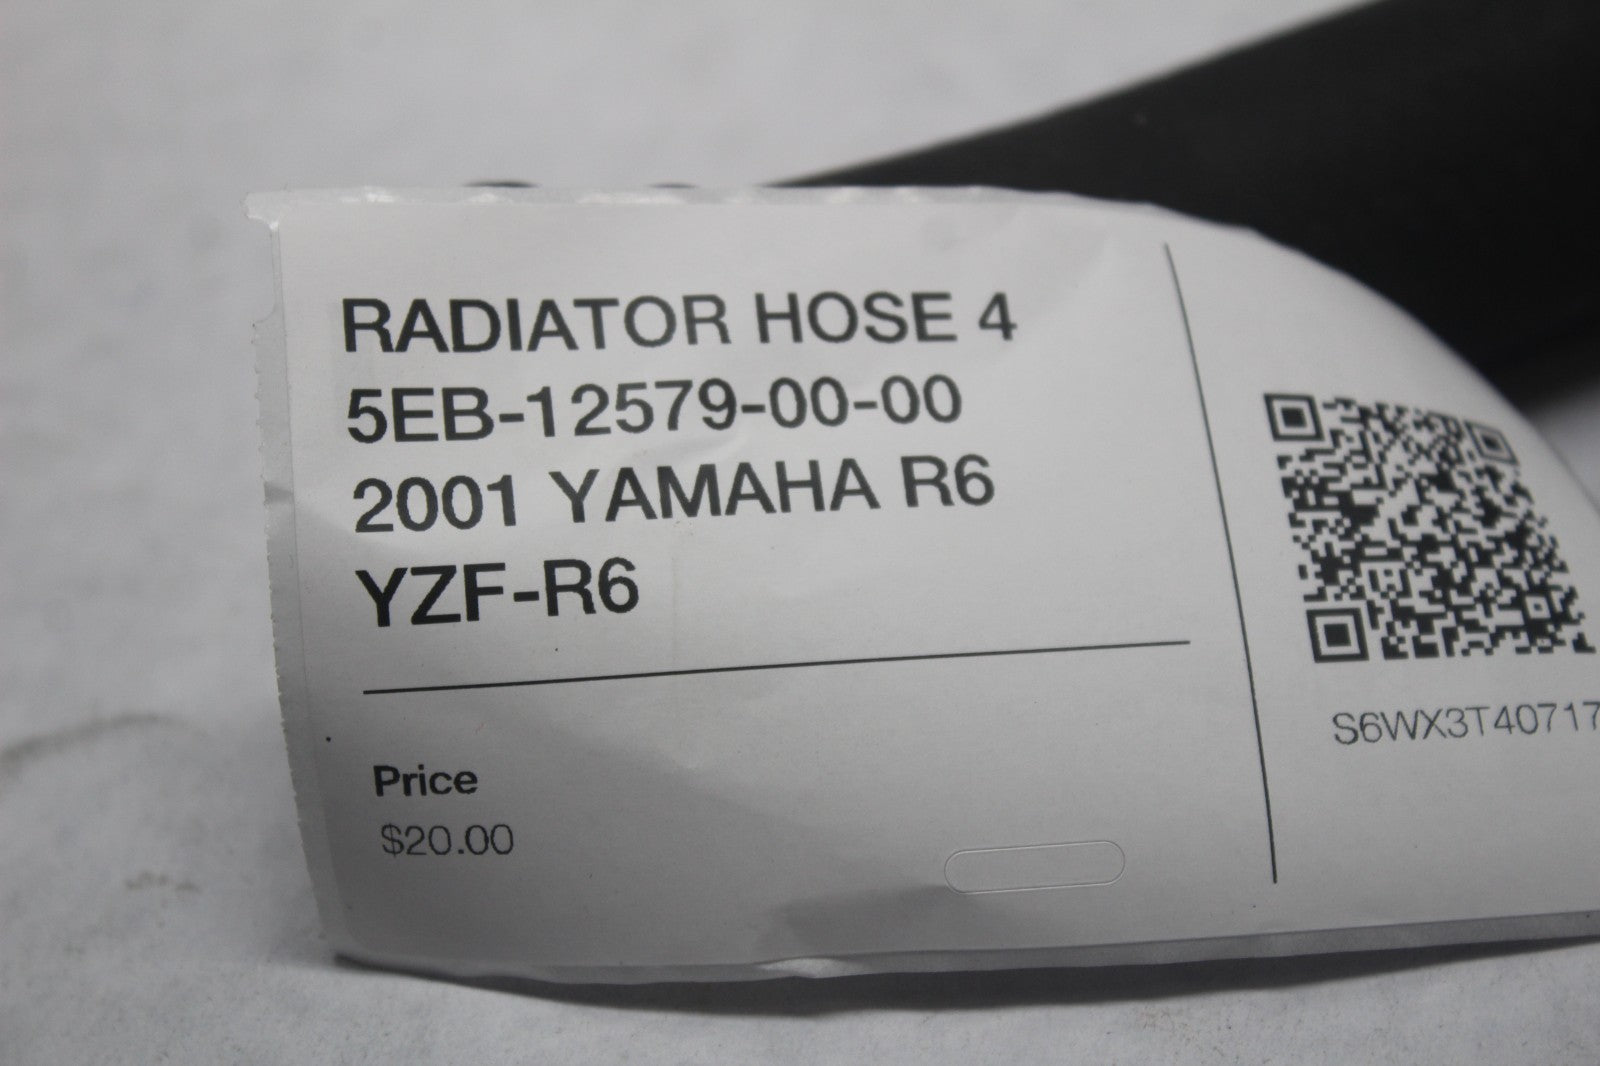 RADIATOR HOSE 4
5EB-12579-00-00
2001 YAMAHA R6
YZF-R6
Price
$20.00
S6WX3T40717